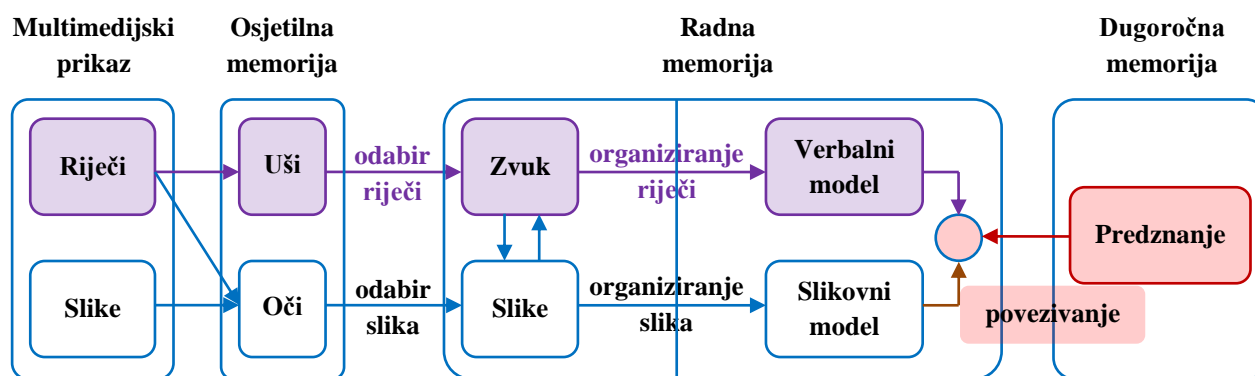 Multimedijski
prikaz
Osjetilna
memorija
Radna
memorija
Dugoročna
memorija
Riječi
Uši
odabir
riječi
Zvuk
organiziranje
riječi
Verbalni
model
Predznanje
Slike
Oči
odabir
slika
Slike
organiziranje
slika
Slikovni
model
povezivanje